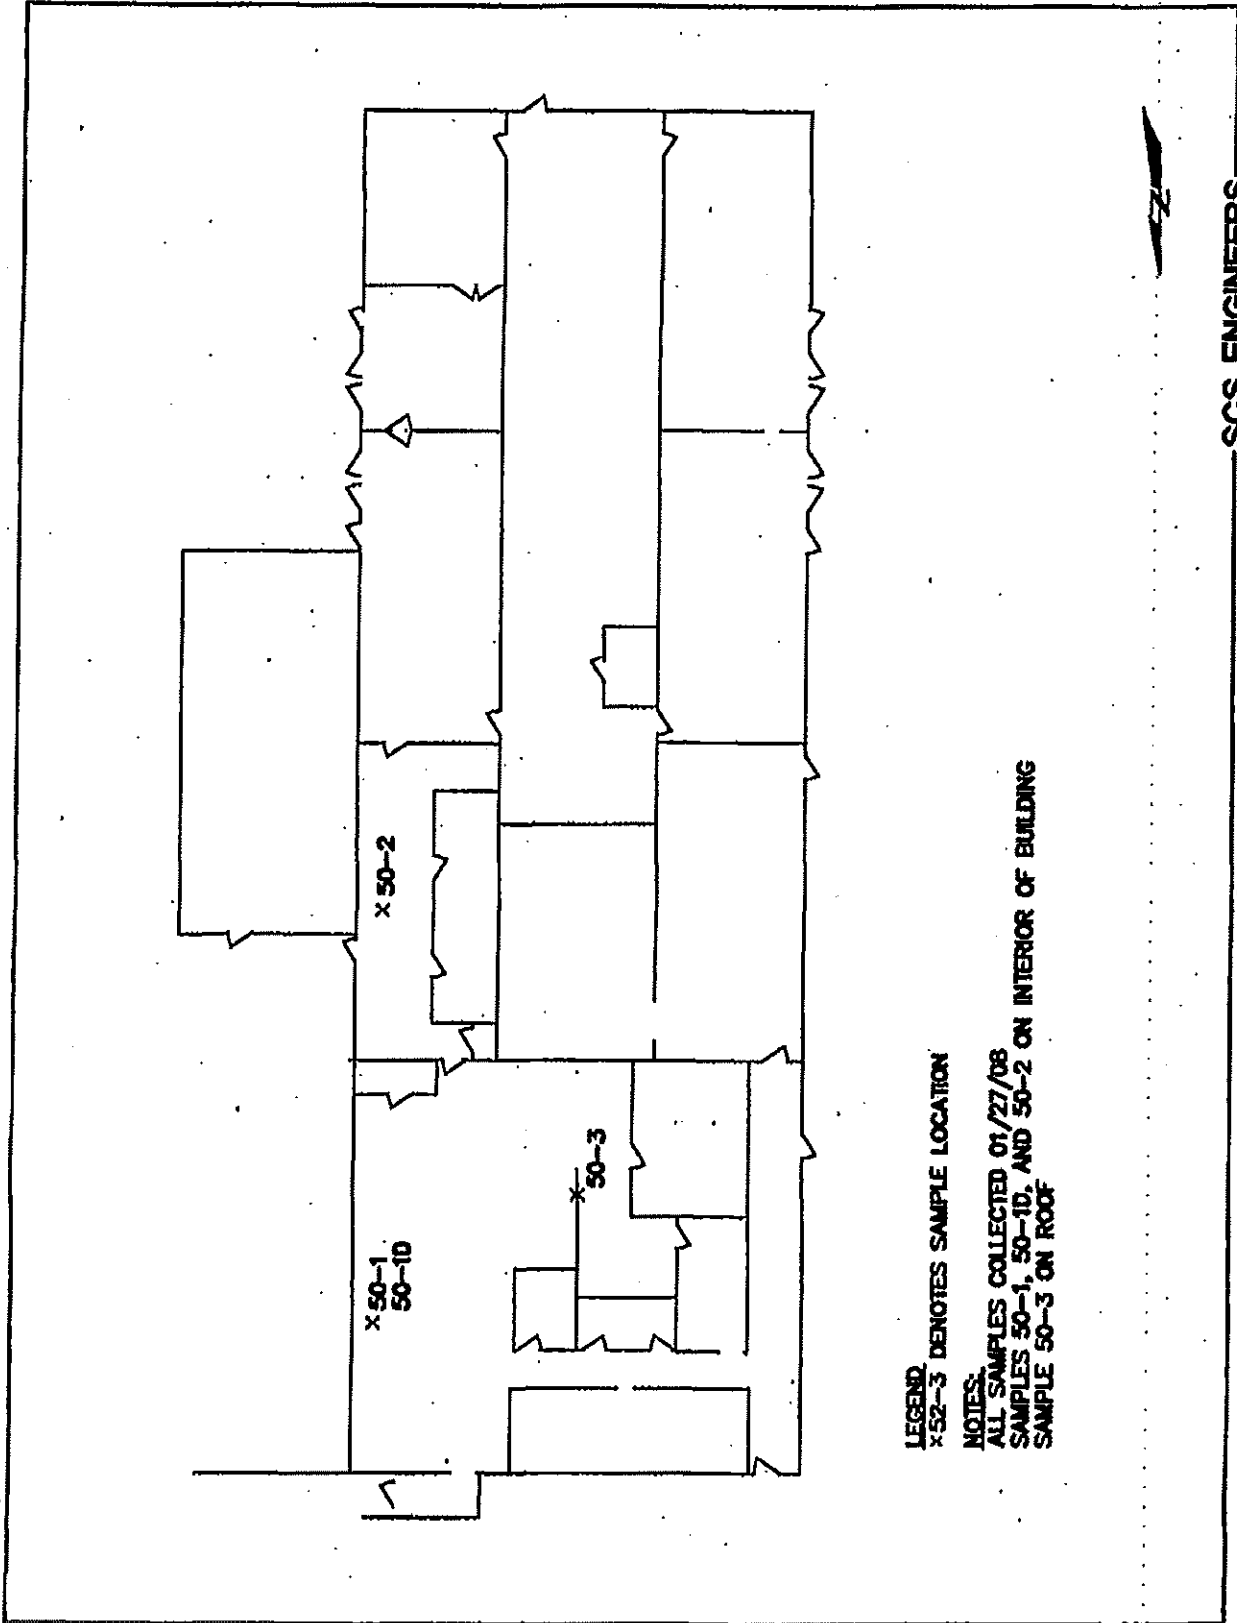 × 50-2
× 50-1
50-1D
×
50-3
LEGEND
×52-3 DENOTES SAMPLE LOCATION
NOTES:
ALL SAMPLES COLLECTED 01/27/08
SAMPLES 50-1, 50-1D, AND 50-2 ON INTERIOR OF BUILDING
SAMPLE 50-3 ON ROOF
N
SCS ENGINEERS